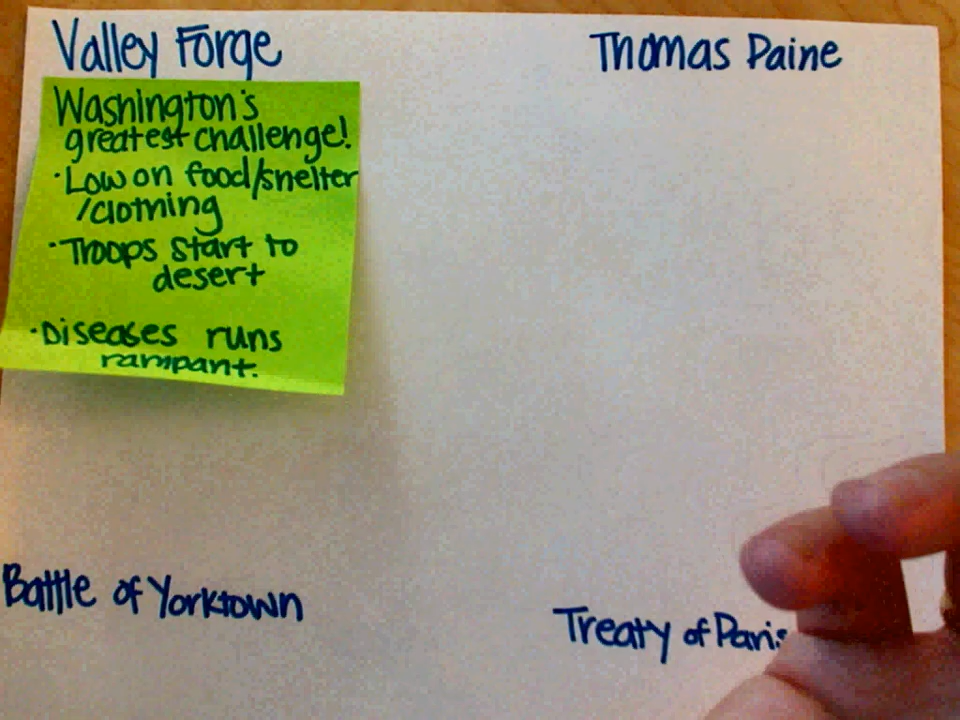 Valley Forge
Thomas Paine
Washington's
greatest challenge!
·Low on food/shelter
/clothing
·Troops start to
desert
·Diseases runs
rampant.
Battle of Yorktown
Treaty of Paris